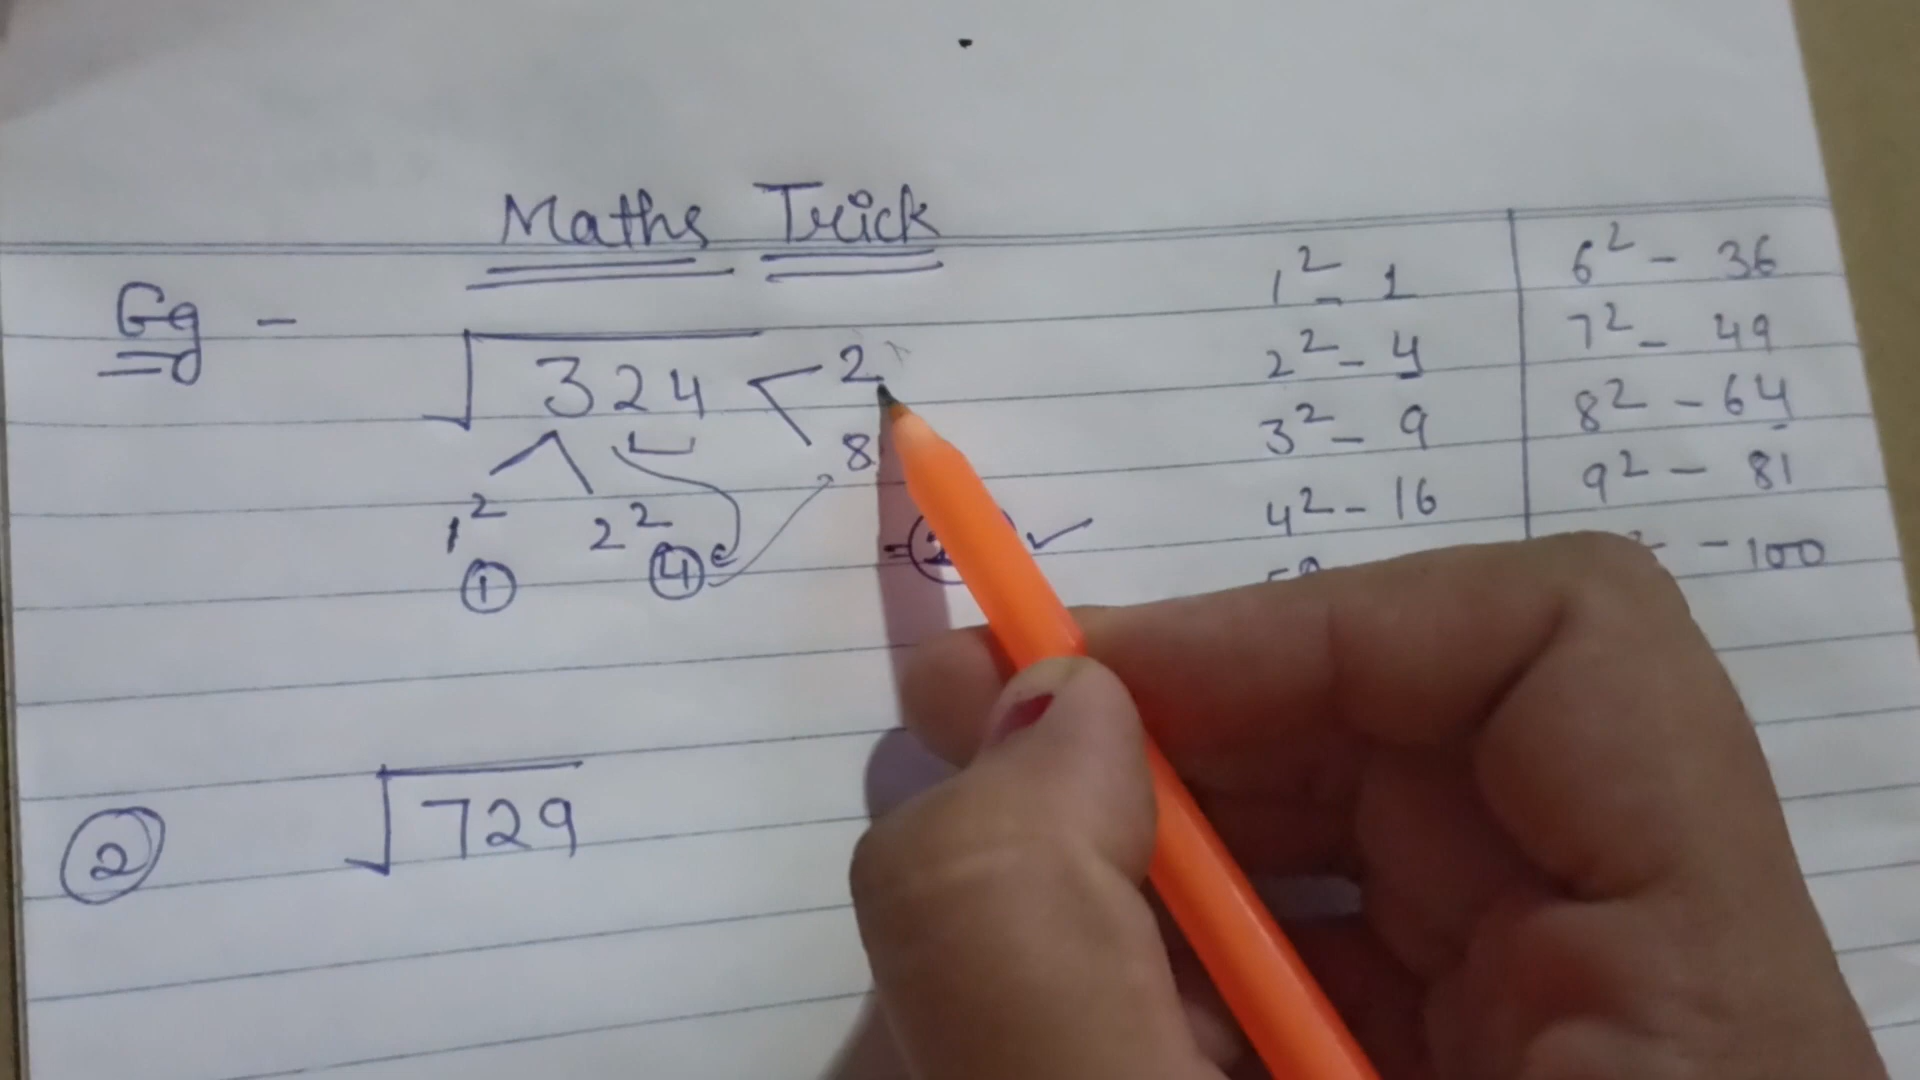 Maths Trick
Eg -
√324 < 2
8
1² 2²
① ④
② √729
1² - 1
2² - 4
3² - 9
4² - 16
6² - 36
7² - 49
8² - 64
9² - 81
- 100